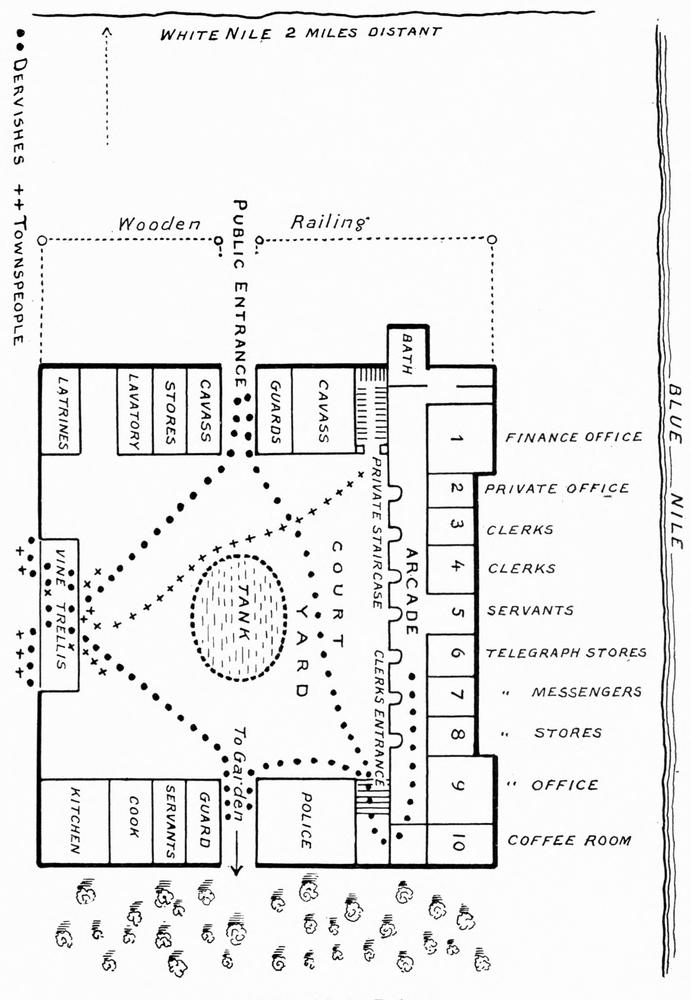 WHITE NILE 2 MILES DISTANT
•• DERVISHES ++ TOWNSPEOPLE
Wooden Railing
PUBLIC ENTRANCE
BLUE NILE
BATH
LATRINES
LAVATORY
STORES
CAVASS
GUARDS
CAVASS
PRIVATE STAIRCASE
ARCADE
CLERKS ENTRANCE
COURT YARD
TANK
VINE TRELLIS
To Garden
KITCHEN
COOK
SERVANTS
GUARD
POLICE
1 FINANCE OFFICE
2 PRIVATE OFFICE
3 CLERKS
4 CLERKS
5 SERVANTS
6 TELEGRAPH STORES
7 " MESSENGERS
8 " STORES
9 " OFFICE
10 COFFEE ROOM